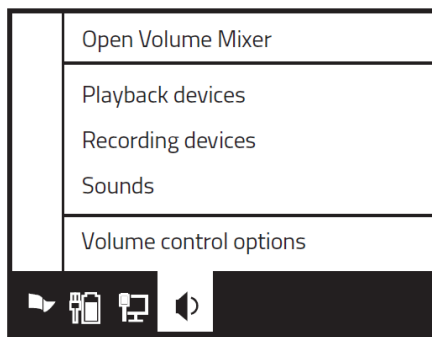 Open Volume Mixer
Playback devices
Recording devices
Sounds
Volume control options